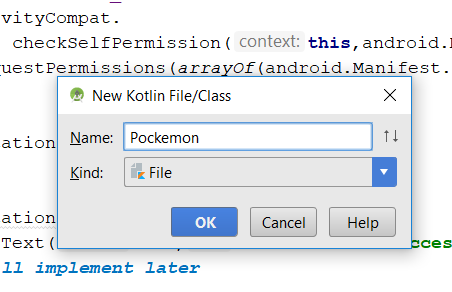 vityCompat.
checkSelfPermission( context: this,android.
uestPermissions(arrayOf(android.Manifest.
New Kotlin File/Class
Name: Pockemon
ation
Kind: File
ation
OK Cancel Help
Text(
ll implement later